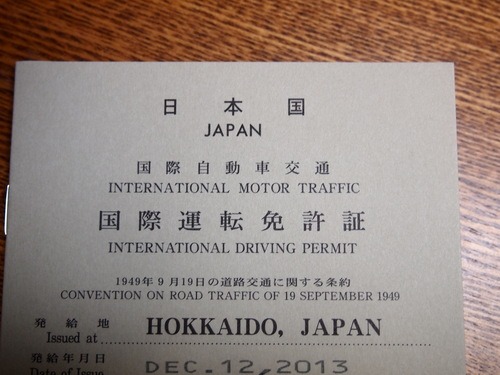 日本国
JAPAN
国際自動車交通
INTERNATIONAL MOTOR TRAFFIC
国際運転免許証
INTERNATIONAL DRIVING PERMIT
1949年9月19日の道路交通に関する条約
CONVENTION ON ROAD TRAFFIC OF 19 SEPTEMBER 1949
発給地
Issued at HOKKAIDO, JAPAN
発給年月日
Date of Issue DEC.12,2013